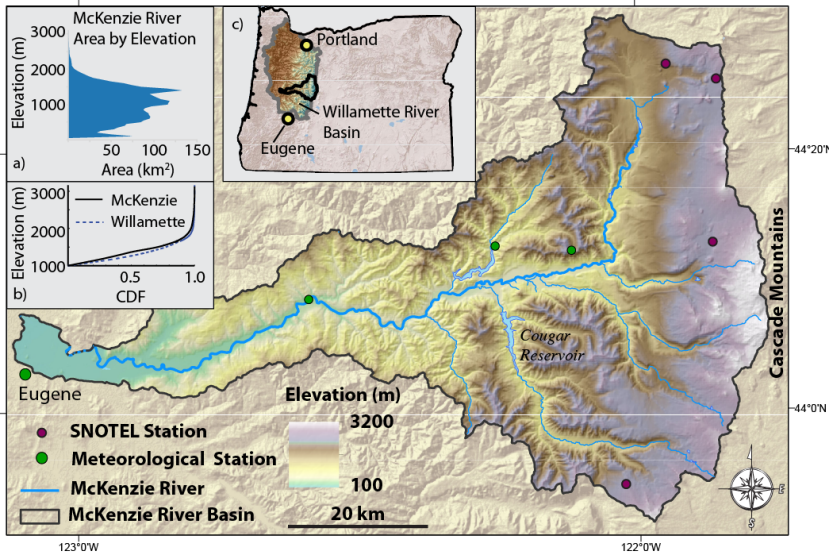 McKenzie River
Area by Elevation
3000
2000
1000
Elevation (m)
50
100
150
Area (km²)
a)
3000
2000
1000
Elevation (m)
McKenzie
Willamette
0.5
1.0
CDF
b)
c)
Portland
Willamette River
Basin
Eugene
44°20'N
Cascade Mountains
Cougar
Reservoir
Eugene
44°0'N
SNOTEL Station
Meteorological Station
McKenzie River
McKenzie River Basin
Elevation (m)
3200
100
20 km
E
S
123°0'W
122°0'W